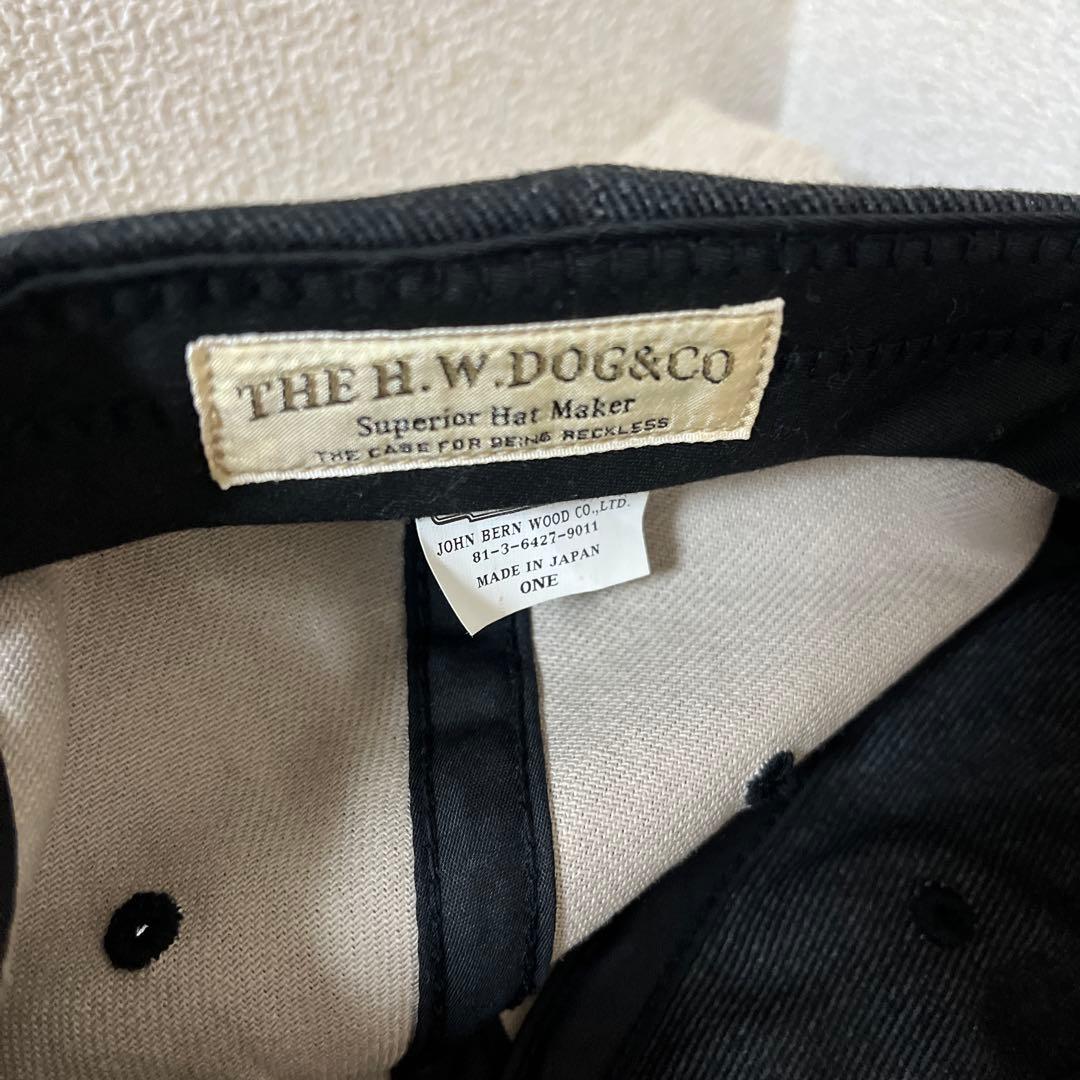 THE H.W.DOG&CO
Superior Hat Maker
THE CASE FOR BEING RECKLESS
JOHN BERN WOOD CO.,LTD.
81-3-6427-9011
MADE IN JAPAN
ONE